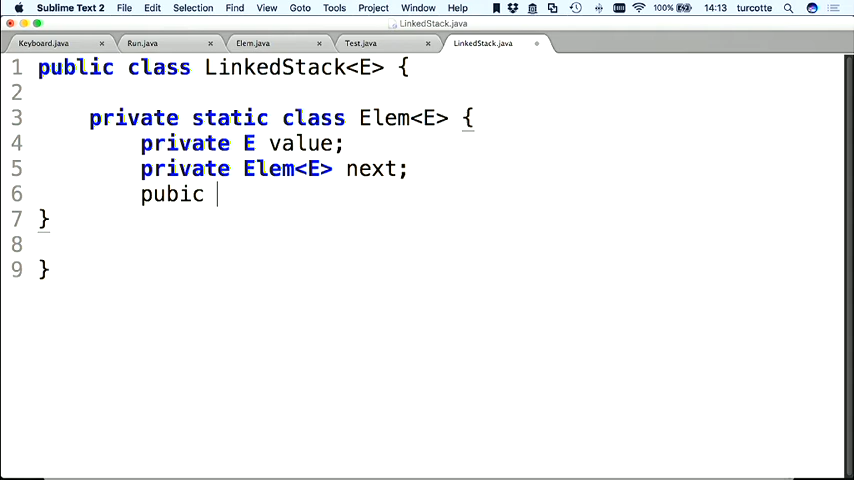 Sublime Text 2 File Edit Selection Find View Goto Tools Project Window Help 100% 14:13 turcotte
LinkedStack.java
Keyboard.java × Run.java × Elem.java × Test.java × LinkedStack.java
1 public class LinkedStack<E> {
2
3 private static class Elem<E> {
4 private E value;
5 private Elem<E> next;
6 pubic
7 }
8
9 }